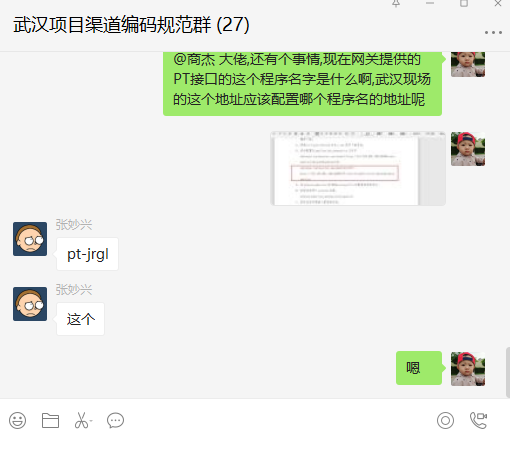 武汉项目渠道编码规范群 (27)
@商杰 大佬,还有个事情,现在网关提供的
PT接口的这个程序名字是什么啊,武汉现场
的这个地址应该配置哪个程序名的地址呢
张妙兴
pt-jrgl
张妙兴
这个
嗯